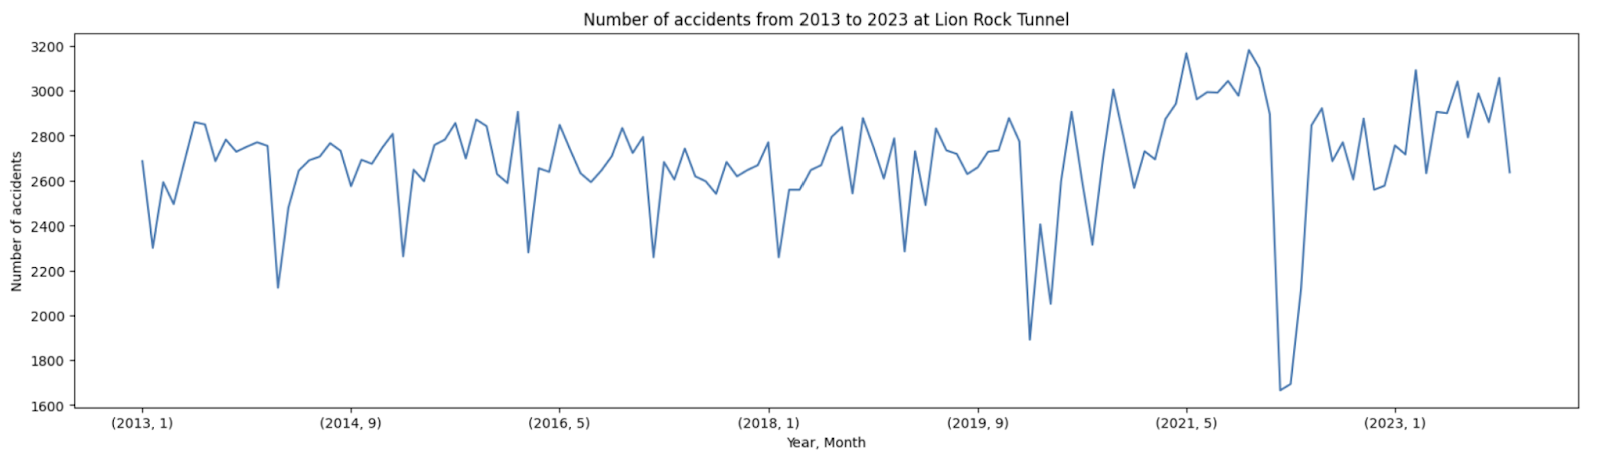 Number of accidents from 2013 to 2023 at Lion Rock Tunnel
3200
3000
2800
2600
2400
2200
2000
1800
1600
Number of accidents
(2013, 1) (2014, 9) (2016, 5) (2018, 1) (2019, 9) (2021, 5) (2023, 1)
Year, Month